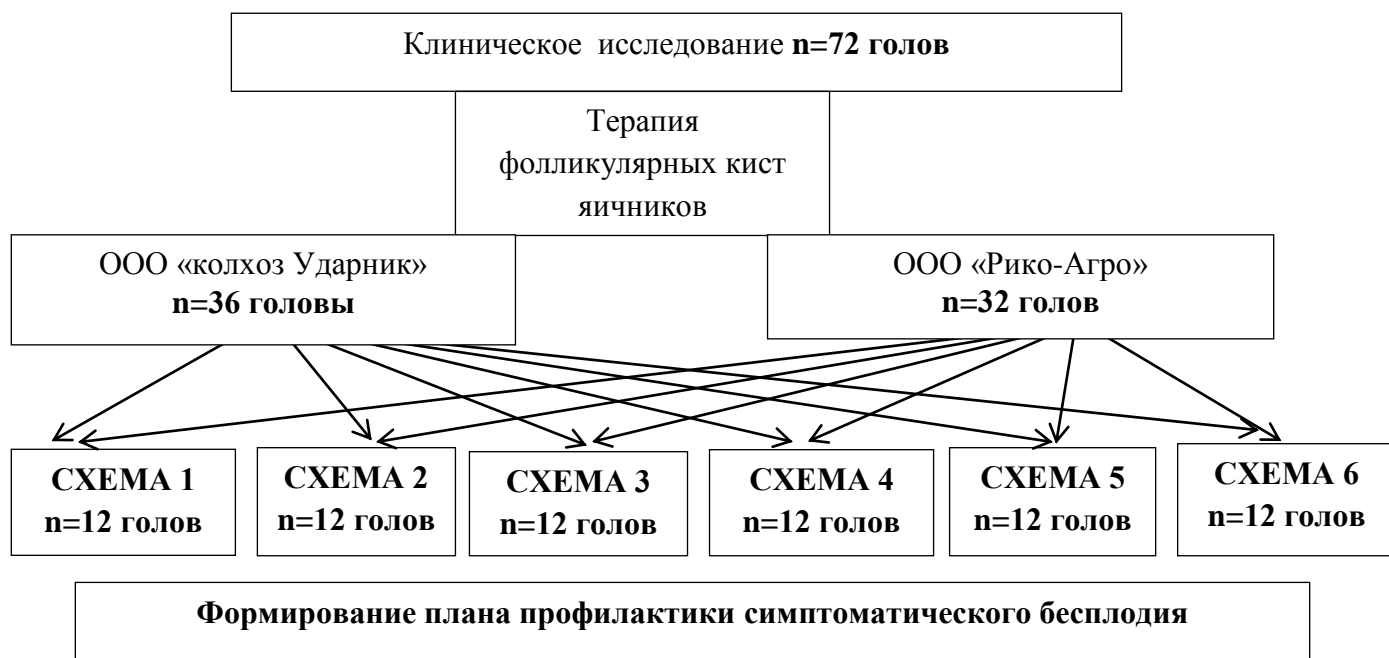 Клиническое исследование n=72 голов
Терапия
фолликулярных кист
яичников
ООО «колхоз Ударник»
n=36 головы
ООО «Рико-Агро»
n=32 голов
СХЕМА 1
n=12 голов
СХЕМА 2
n=12 голов
СХЕМА 3
n=12 голов
СХЕМА 4
n=12 голов
СХЕМА 5
n=12 голов
СХЕМА 6
n=12 голов
Формирование плана профилактики симптоматического бесплодия